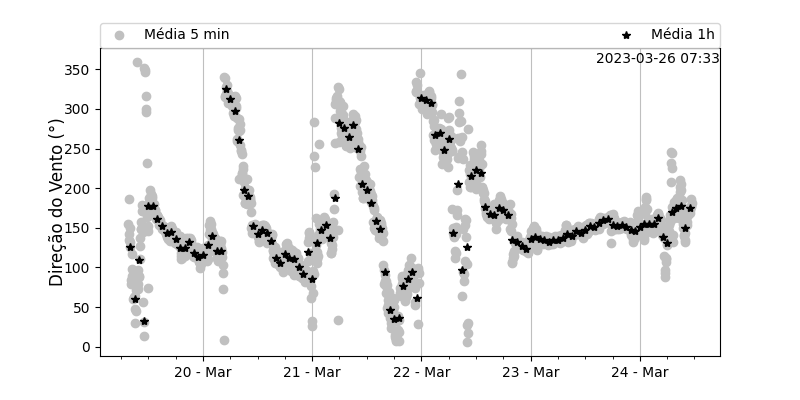 Média 5 min
Média 1h
2023-03-26 07:33
Direção do Vento (°)
350
300
250
200
150
100
50
0
20 - Mar
21 - Mar
22 - Mar
23 - Mar
24 - Mar